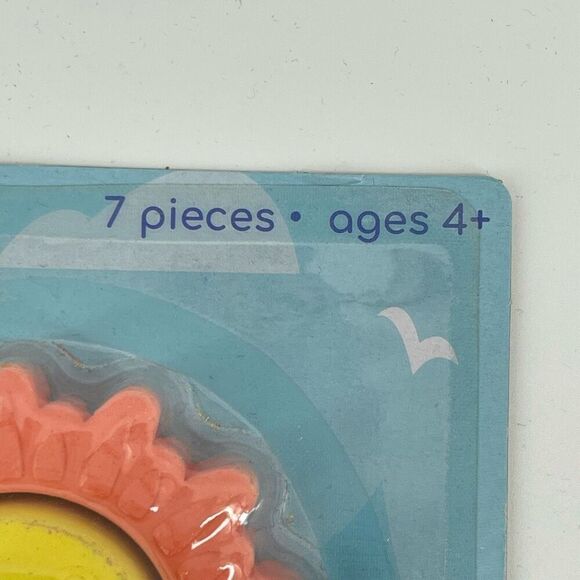 7 pieces • ages 4+